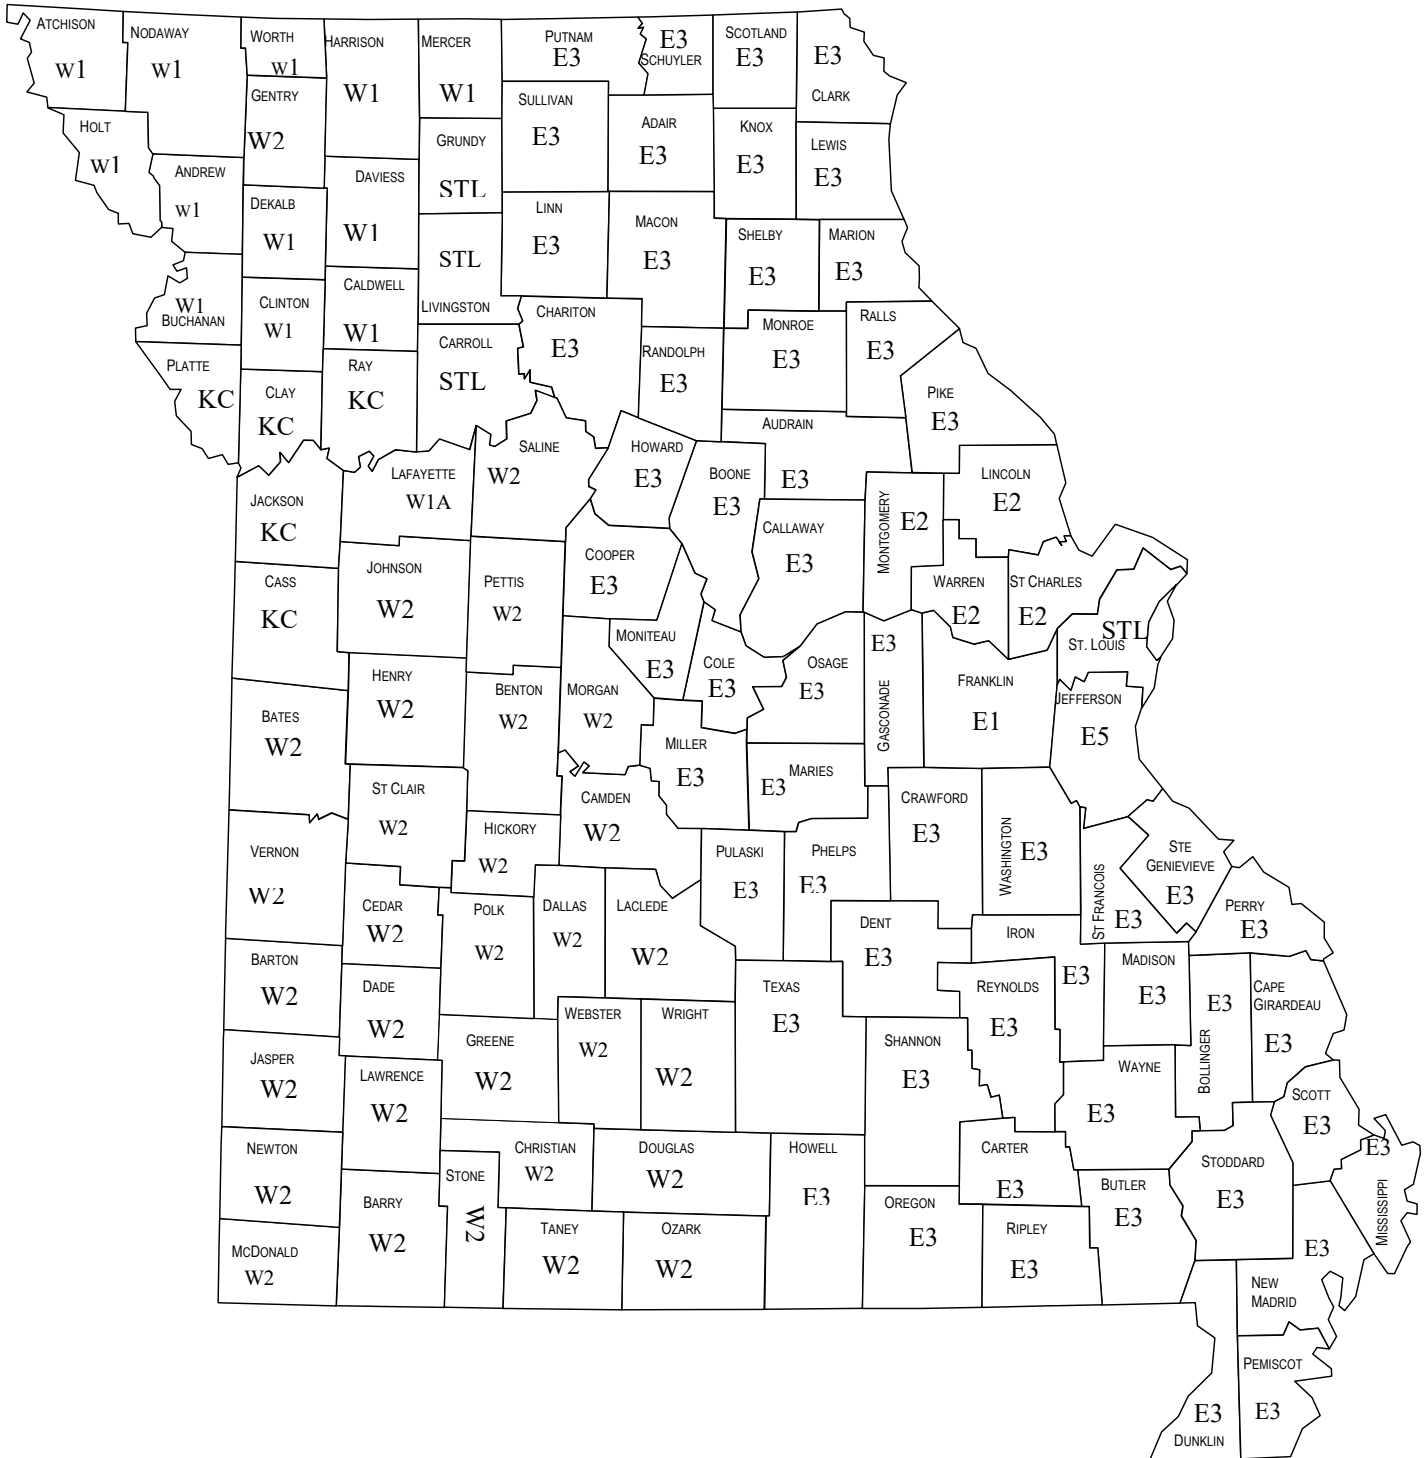 ATCHISON
w1
NODAWAY
w1
WORTH
w1
HARRISON
W1
MERCER
W1
PUTNAM
E3
E3
SCHUYLER
SCOTLAND
E3
E3
CLARK
HOLT
w1
ANDREW
w1
GENTRY
W2
GRUNDY
STL
SULLIVAN
E3
ADAIR
E3
KNOX
E3
LEWIS
E3
DEKALB
W1
DAVIESS
W1
STL
LIVINGSTON
LINN
E3
MACON
E3
SHELBY
E3
MARION
E3
W1
BUCHANAN
CLINTON
W1
CALDWELL
W1
CARROLL
STL
CHARITON
E3
RANDOLPH
E3
MONROE
E3
RALLS
E3
PLATTE
KC
CLAY
KC
RAY
KC
PIKE
E3
JACKSON
KC
LAFAYETTE
W1A
SALINE
W2
HOWARD
E3
BOONE
E3
AUDRAIN
E3
CALLAWAY
E3
MONTGOMERY
E2
LINCOLN
E2
CASS
KC
JOHNSON
W2
PETTIS
W2
COOPER
E3
WARREN
E2
ST CHARLES
E2
STL
ST. LOUIS
MONITEAU
E3
COLE
E3
OSAGE
E3
E3
GASCONADE
FRANKLIN
E1
JEFFERSON
E5
BATES
W2
HENRY
W2
BENTON
W2
MORGAN
W2
MILLER
E3
MARIES
E3
ST CLAIR
W2
HICKORY
W2
CAMDEN
W2
PULASKI
E3
PHELPS
E3
CRAWFORD
E3
WASHINGTON
E3
ST FRANCOIS
E3
STE
GENIEVIEVE
E3
PERRY
E3
VERNON
W2
CEDAR
W2
POLK
W2
DALLAS
W2
LACLEDE
W2
DENT
E3
IRON
E3
MADISON
E3
E3
BOLLINGER
CAPE
GIRARDEAU
E3
BARTON
W2
DADE
W2
GREENE
W2
WEBSTER
W2
WRIGHT
W2
TEXAS
E3
SHANNON
E3
REYNOLDS
E3
WAYNE
E3
SCOTT
E3
JASPER
W2
LAWRENCE
W2
CHRISTIAN
W2
DOUGLAS
W2
HOWELL
E3
CARTER
E3
BUTLER
E3
STODDARD
E3
E3
MISSISSIPPI
NEWTON
W2
BARRY
W2
STONE
W2
TANEY
W2
OZARK
W2
OREGON
E3
RIPLEY
E3
E3
NEW
MADRID
MCDONALD
W2
E3
DUNKLIN
PEMISCOT
E3